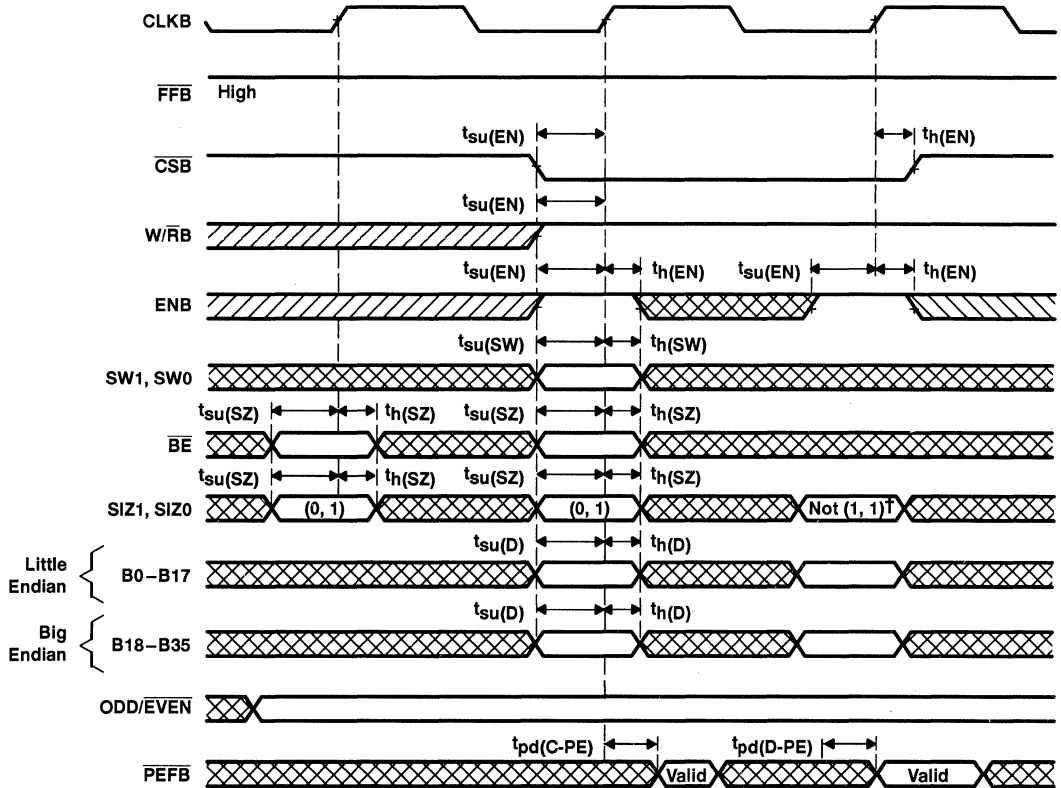 CLKB
FFB High
tsu(EN) th(EN)
CSB
tsu(EN)
W/RB
tsu(EN) th(EN) tsu(EN) th(EN)
ENB
tsu(SW) th(SW)
SW1, SW0
tsu(SZ) th(SZ) tsu(SZ) th(SZ)
BE
tsu(SZ) th(SZ) tsu(SZ) th(SZ)
SIZ1, SIZ0 (0, 1) (0, 1) Not (1, 1)†
tsu(D) th(D)
Little Endian B0–B17
tsu(D) th(D)
Big Endian B18–B35
ODD/EVEN
tpd(C-PE) tpd(D-PE)
PEFB Valid Valid